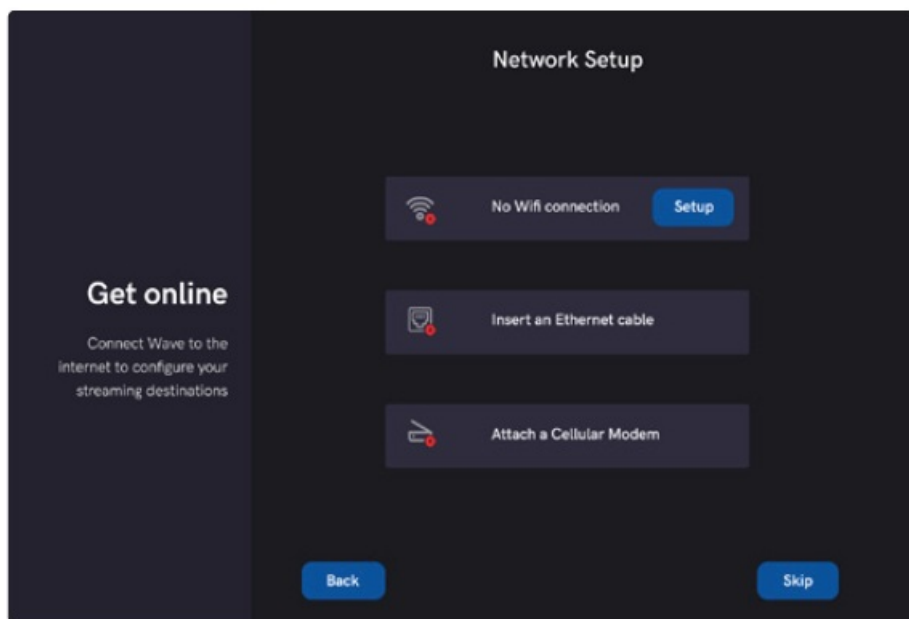 Network Setup
No Wifi connection
Setup
Insert an Ethernet cable
Attach a Cellular Modem
Get online
Connect Wave to the
internet to configure your
streaming destinations
Back
Skip